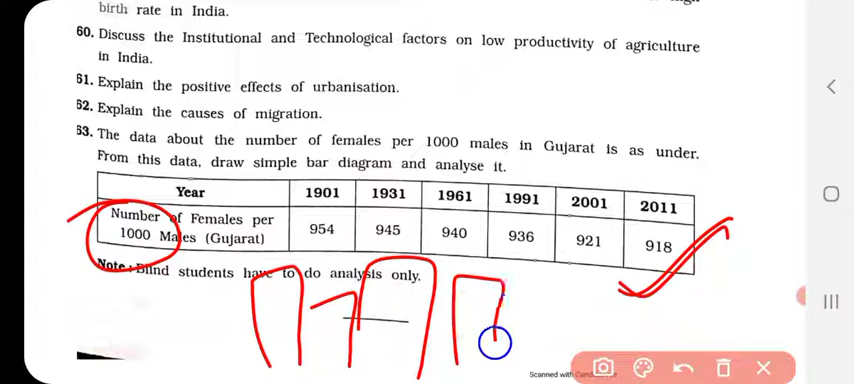 birth rate in India.
60. Discuss the Institutional and Technological factors on low productivity of agriculture
in India.
61. Explain the positive effects of urbanisation.
62. Explain the causes of migration.
63. The data about the number of females per 1000 males in Gujarat is as under.
From this data, draw simple bar diagram and analyse it.
Year 1901 1931 1961 1991 2001 2011
Number of Females per
1000 Males (Gujarat) 954 945 940 936 921 918
Note : Blind students have to do analysis only.
Scanned with